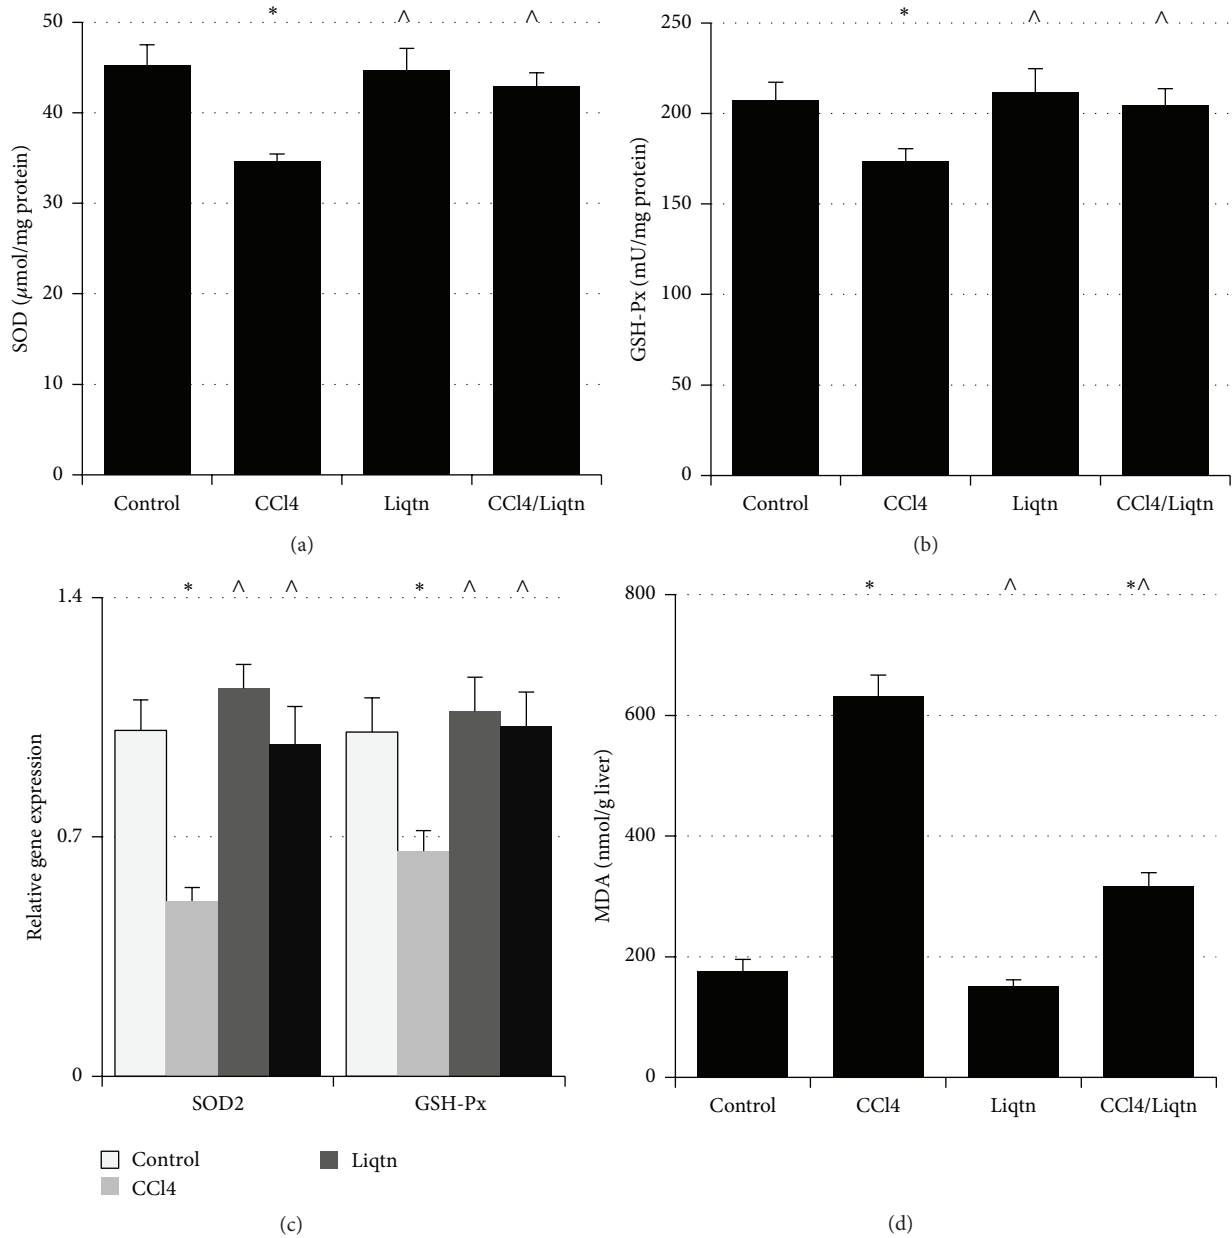 * ^ ^
50
40
30
20
10
0
SOD (μmol/mg protein)
Control CCl4 Liqtn CCl4/Liqtn
(a)
* ^ ^
250
200
150
100
50
0
GSH-Px (mU/mg protein)
Control CCl4 Liqtn CCl4/Liqtn
(b)
* ^ ^ * ^ ^
1.4
0.7
0
Relative gene expression
SOD2 GSH-Px
Control Liqtn
CCl4
(c)
* ^ *^
800
600
400
200
0
MDA (nmol/g liver)
Control CCl4 Liqtn CCl4/Liqtn
(d)